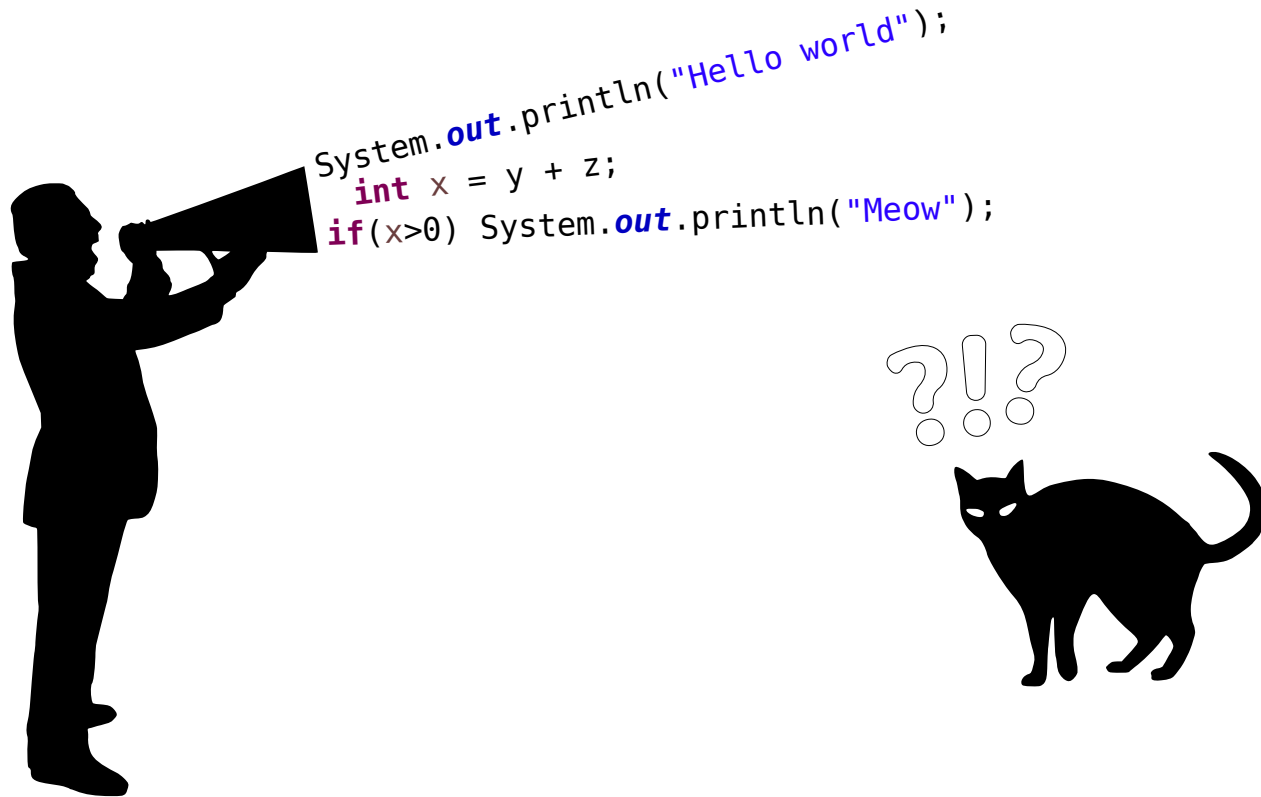 System.out.println("Hello world");
int x = y + z;
if(x>0) System.out.println("Meow");
?!?